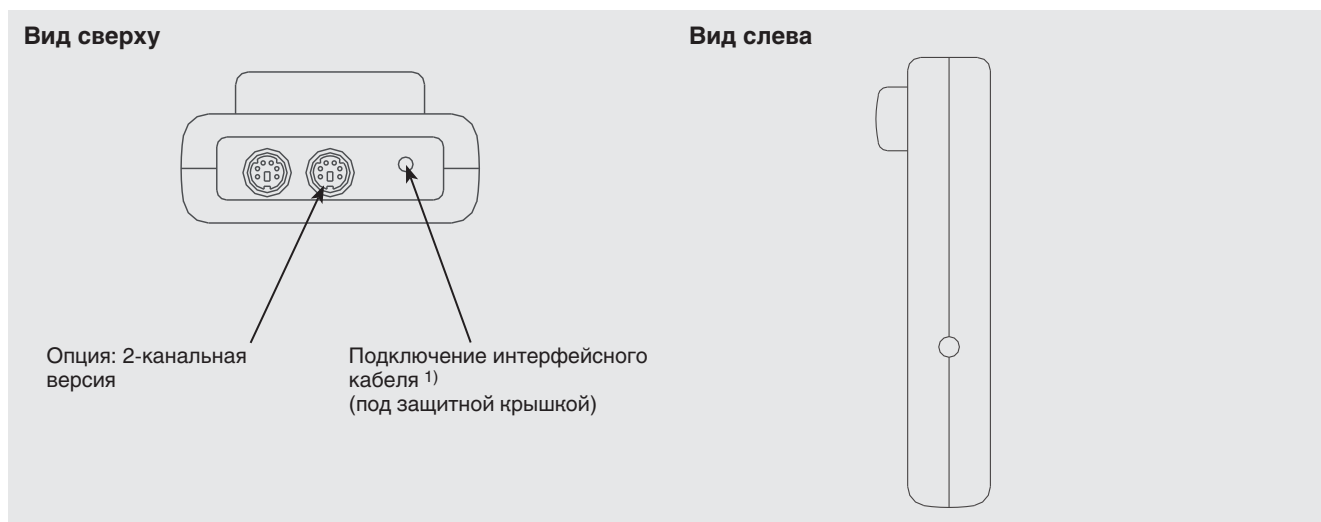 Вид сверху
Вид слева
Опция: 2-канальная
версия
Подключение интерфейсного
кабеля 1)
(под защитной крышкой)